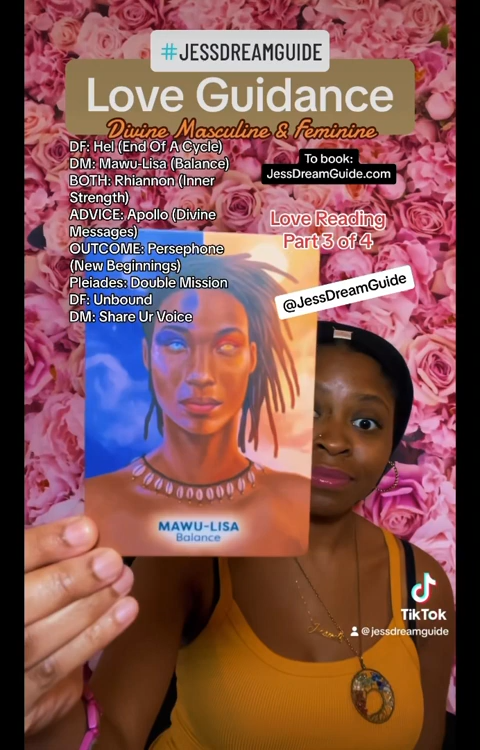 #JESSDREAMGUIDE
Love Guidance
Divine Masculine & Feminine
DF: Hel (End Of A Cycle)
DM: Mawu-Lisa (Balance)
BOTH: Rhiannon (Inner
Strength)
ADVICE: Apollo (Divine
Messages)
OUTCOME: Persephone
(New Beginnings)
Pleiades: Double Mission
DF: Unbound
DM: Share Ur Voice
To book:
JessDreamGuide.com
Love Reading
Part 3 of 4
@JessDreamGuide
MAWU-LISA
Balance
TikTok
@jessdreamguide